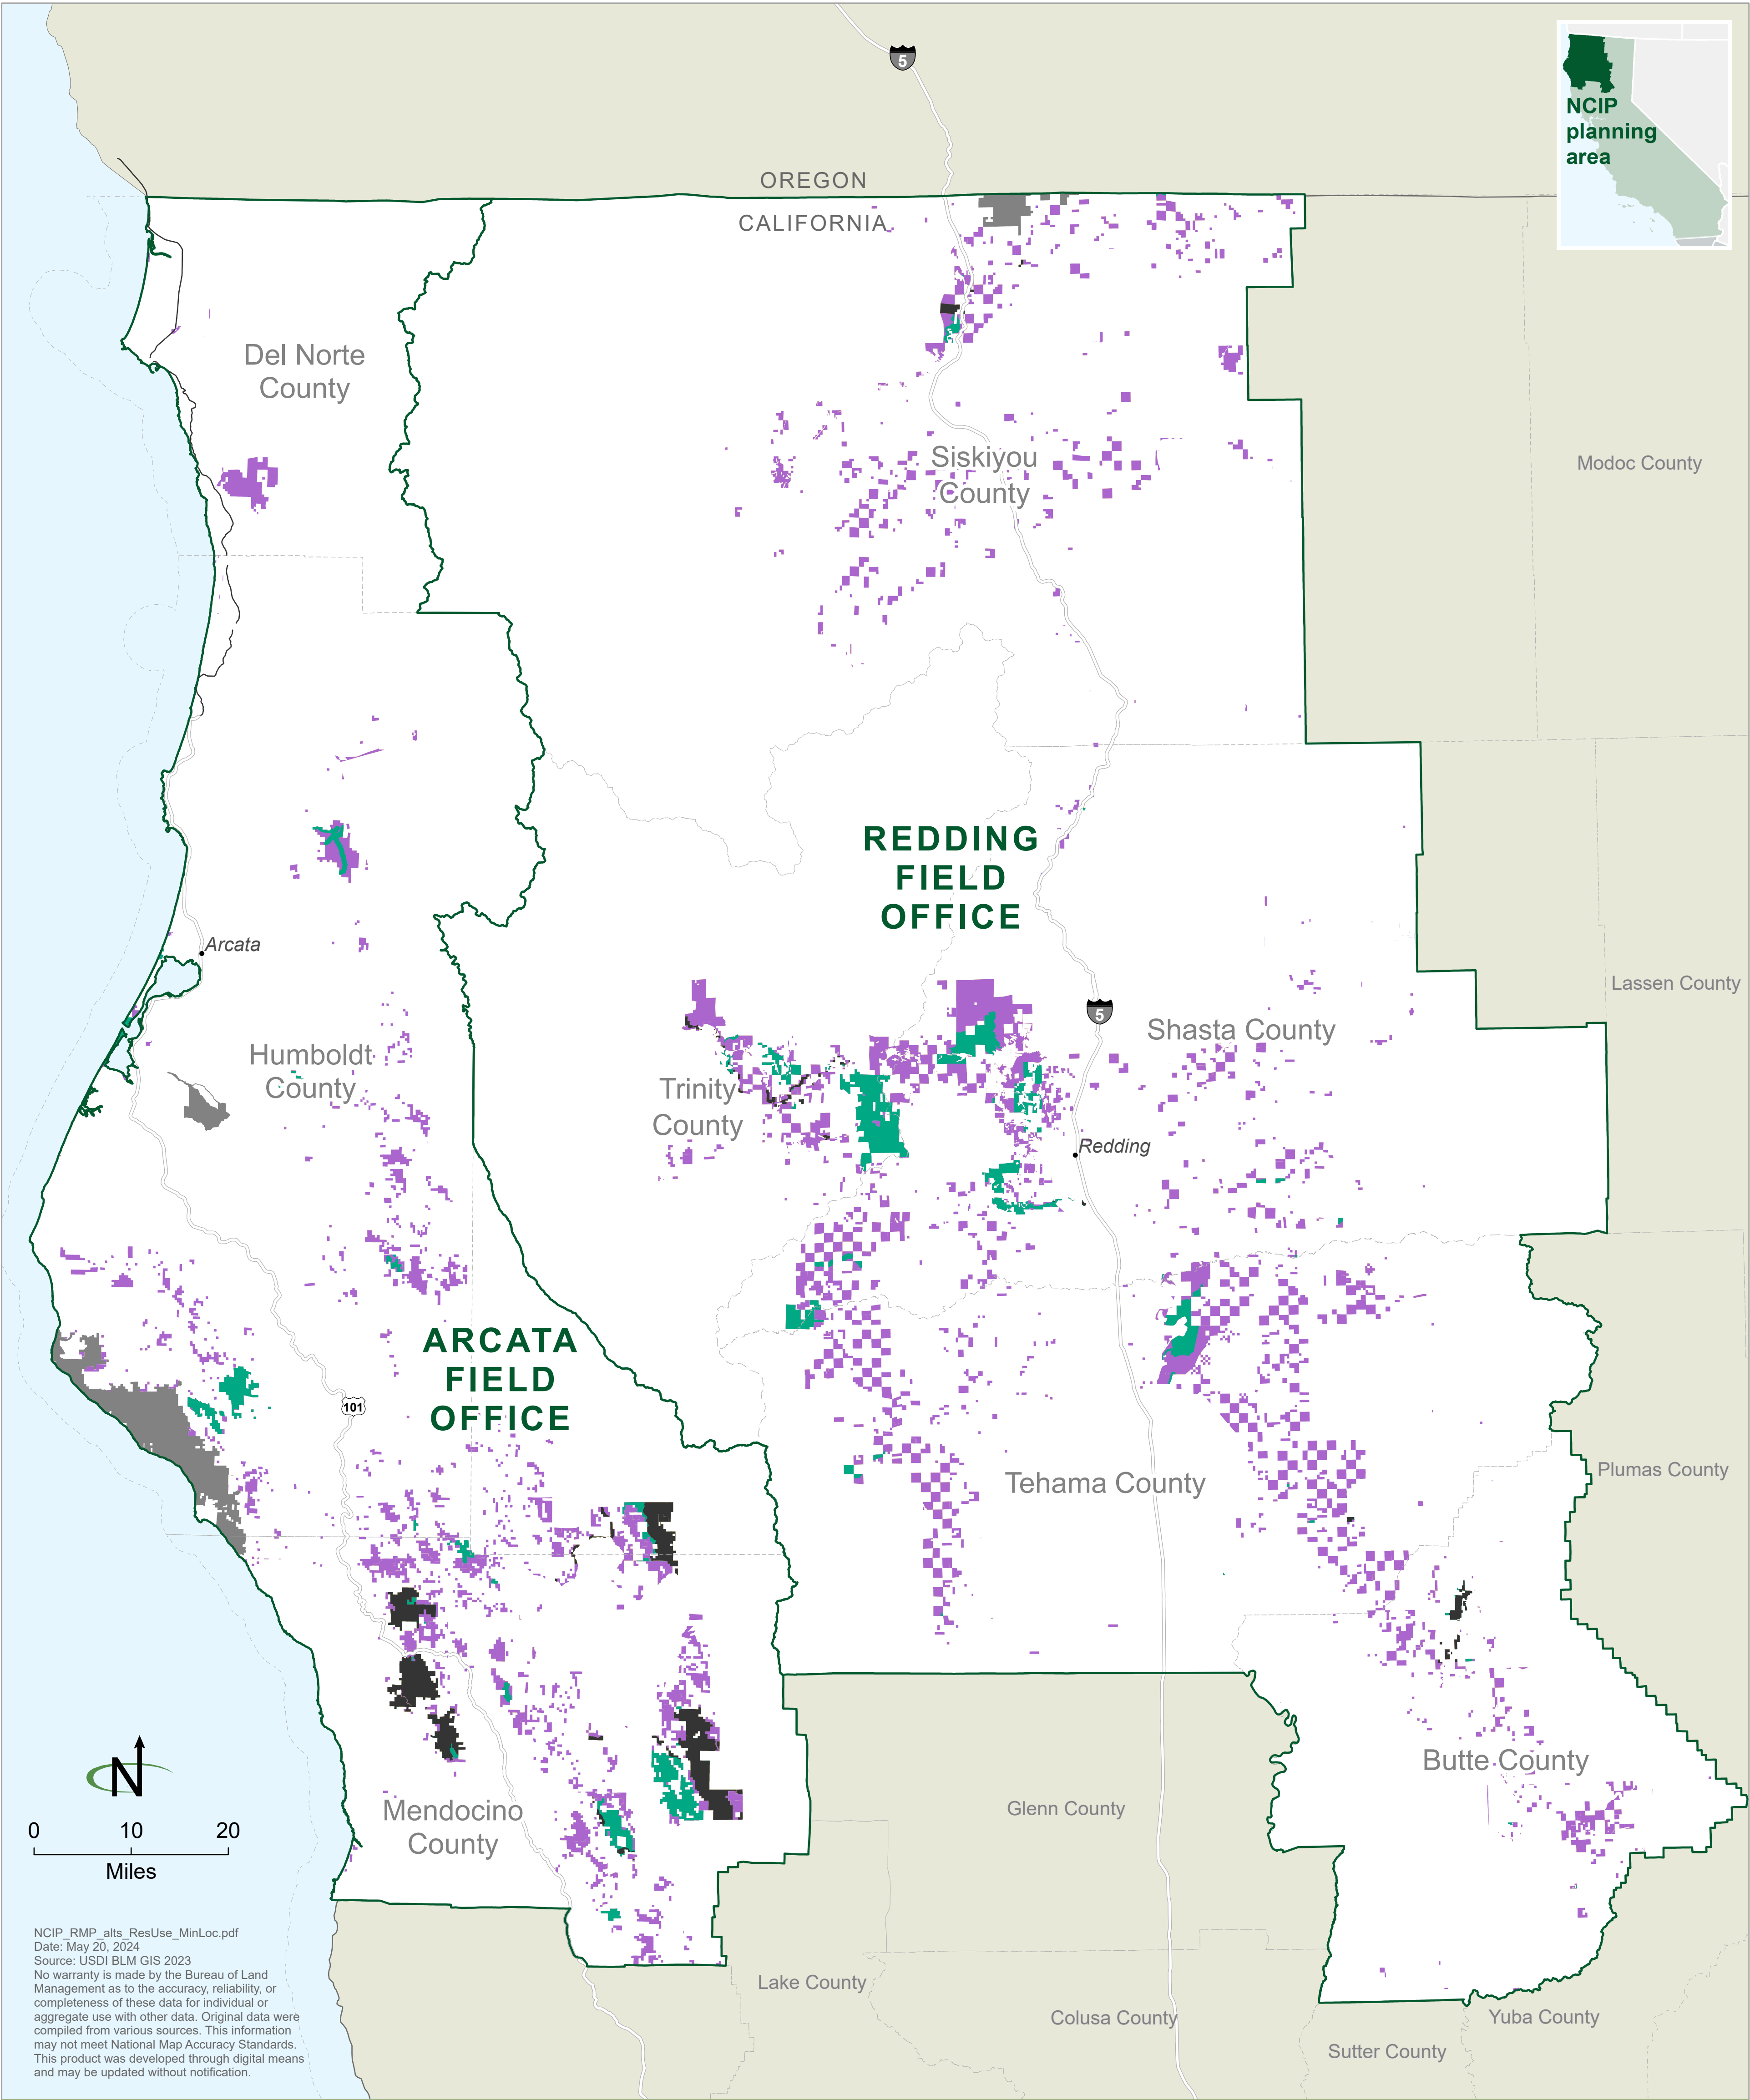 5
NCIP
planning
area
OREGON
CALIFORNIA
Del Norte
County
Siskiyou
County
Modoc County
REDDING
FIELD
OFFICE
Arcata
Lassen County
5
Shasta County
Humboldt
County
Trinity
County
Redding
ARCATA
FIELD
OFFICE
101
Tehama County
Plumas County
N
Butte County
Mendocino
County
Glenn County
0 10 20
Miles
NCIP_RMP_alts_ResUse_MinLoc.pdf
Date: May 20, 2024
Source: USDI BLM GIS 2023
No warranty is made by the Bureau of Land
Management as to the accuracy, reliability, or
completeness of these data for individual or
aggregate use with other data. Original data were
compiled from various sources. This information
may not meet National Map Accuracy Standards.
This product was developed through digital means
and may be updated without notification.
Lake County
Colusa County
Yuba County
Sutter County